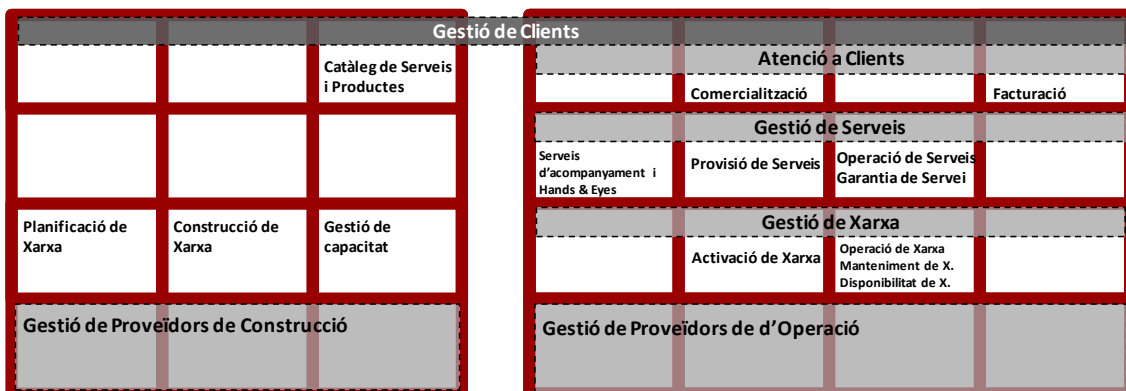 Gestió de Clients
Atenció a Clients
Catàleg de Serveis
i Productes
Comercialització
Facturació
Gestió de Serveis
Serveis
d'acompanyament i
Hands & Eyes
Provisió de Serveis
Operació de Serveis
Garantia de Servei
Planificació de
Xarxa
Construcció de
Xarxa
Gestió de
capacitat
Gestió de Xarxa
Activació de Xarxa
Operació de Xarxa
Manteniment de X.
Disponibilitat de X.
Gestió de Proveïdors de Construcció
Gestió de Proveïdors de d'Operació